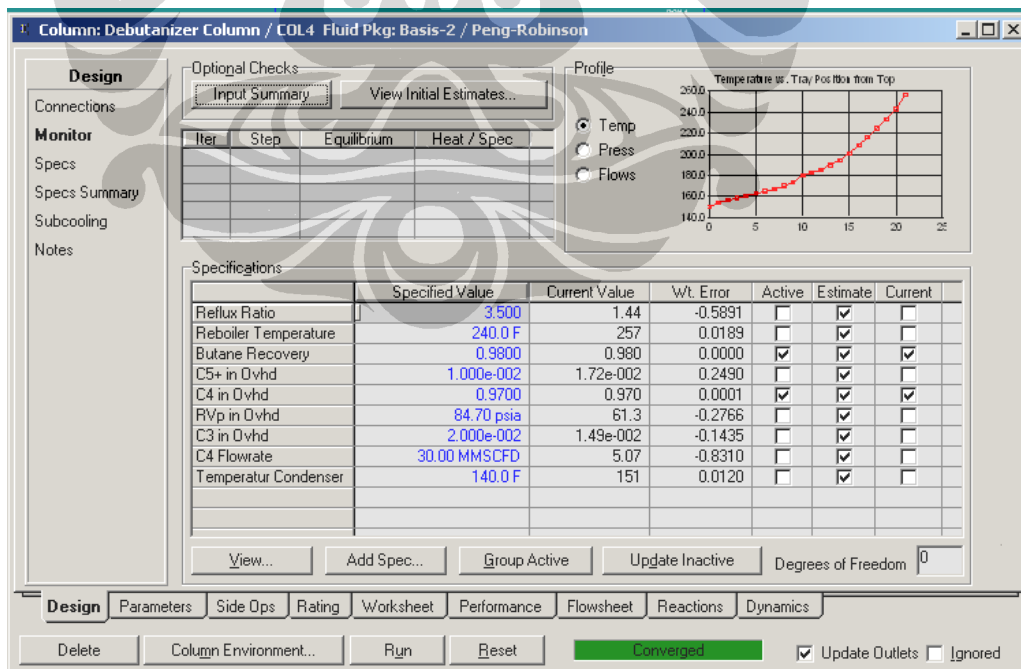 Column: Debutanizer Column / COL4 Fluid Pkg: Basis-2 / Peng-Robinson
Design
Connections
Monitor
Specs
Specs Summary
Subcooling
Notes
Optional Checks
Input Summary View Initial Estimates...
Iter Step Equilibrium Heat / Spec
Profile
Temp
Press
Flows
Temperature vs. Tray Position from Top
260.0
240.0
220.0
200.0
180.0
160.0
140.0
0 5 10 15 20 25
Specifications
Specified Value Current Value Wt. Error Active Estimate Current
Reflux Ratio 3.500 1.44 -0.5891
Reboiler Temperature 240.0 F 257 0.0189
Butane Recovery 0.9800 0.980 0.0000
C5+ in Ovhd 1.000e-002 1.72e-002 0.2490
C4 in Ovhd 0.9700 0.970 0.0001
RVp in Ovhd 84.70 psia 61.3 -0.2766
C3 in Ovhd 2.000e-002 1.49e-002 -0.1435
C4 Flowrate 30.00 MMSCFD 5.07 -0.8310
Temperatur Condenser 140.0 F 151 0.0120
View... Add Spec... Group Active Update Inactive Degrees of Freedom 0
Design Parameters Side Ops Rating Worksheet Performance Flowsheet Reactions Dynamics
Delete Column Environment... Run Reset Converged Update Outlets Ignored